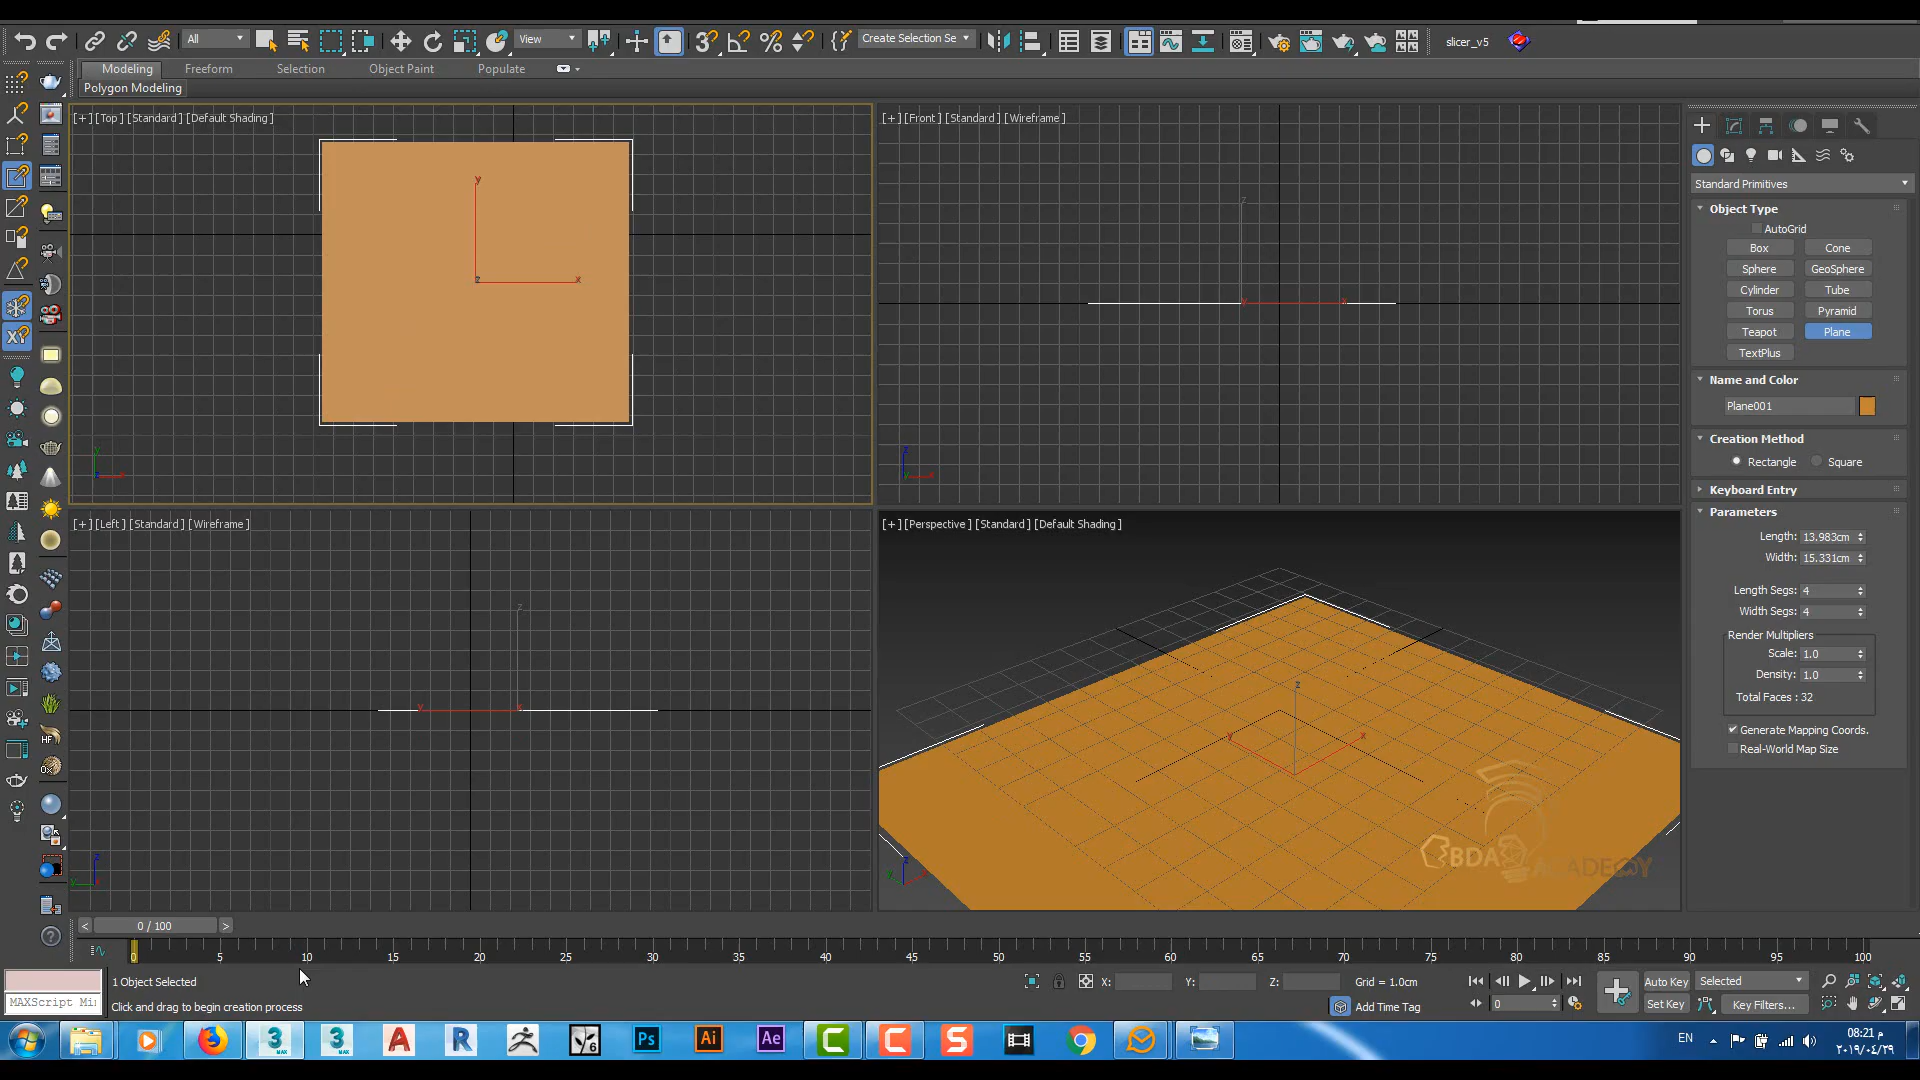 All
View
Create Selection Se
slicer_v5
Modeling
Freeform
Selection
Object Paint
Populate
Polygon Modeling
[+] [Top] [Standard] [Default Shading]
[+] [Front] [Standard] [Wireframe]
[+] [Left] [Standard] [Wireframe]
[+] [Perspective] [Standard] [Default Shading]
Standard Primitives
Object Type
AutoGrid
Box
Cone
Sphere
GeoSphere
Cylinder
Tube
Torus
Pyramid
Teapot
Plane
TextPlus
Name and Color
Plane001
Creation Method
Rectangle
Square
Keyboard Entry
Parameters
Length: 13.983cm
Width: 15.331cm
Length Segs: 4
Width Segs: 4
Render Multipliers
Scale: 1.0
Density: 1.0
Total Faces : 32
Generate Mapping Coords.
Real-World Map Size
0 / 100
0 5 10 15 20 25 30 35 40 45 50 55 60 65 70 75 80 85 90 95 100
1 Object Selected
X: Y: Z: Grid = 1.0cm
Auto Key
Selected
MAXScript Mi
Click and drag to begin creation process
Add Time Tag
0
Set Key
Key Filters...
EN
08:21 م
٢٠١٩/٠٤/٢٩